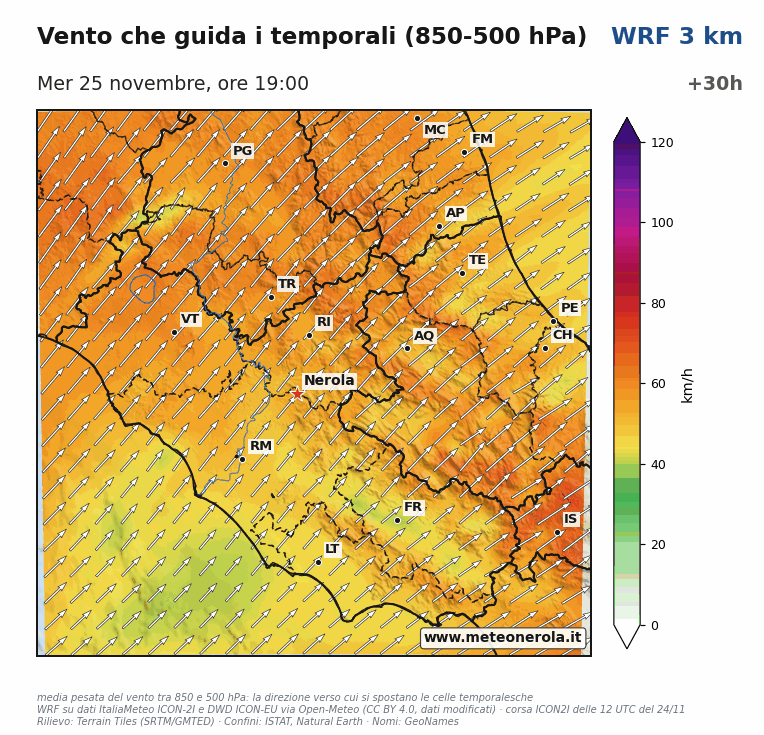 Vento che guida i temporali (850-500 hPa) WRF 3 km
Mer 25 novembre, ore 19:00 +30h
MC
FM
PG
AP
TE
TR
PE
VT
RI
AQ
CH
Nerola
RM
FR
IS
LT
www.meteonerola.it
120
100
80
60
40
20
0
km/h
media pesata del vento tra 850 e 500 hPa: la direzione verso cui si spostano le celle temporalesche
WRF su dati ItaliaMeteo ICON-2I e DWD ICON-EU via Open-Meteo (CC BY 4.0, dati modificati) · corsa ICON2I delle 12 UTC del 24/11
Rilievo: Terrain Tiles (SRTM/GMTED) · Confini: ISTAT, Natural Earth · Nomi: GeoNames